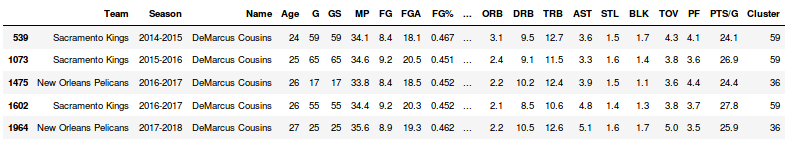 Team Season Name Age G GS MP FG FGA FG% ... ORB DRB TRB AST STL BLK TOV PF PTS/G Cluster
539 Sacramento Kings 2014-2015 DeMarcus Cousins 24 59 59 34.1 8.4 18.1 0.467 ... 3.1 9.5 12.7 3.6 1.5 1.7 4.3 4.1 24.1 59
1073 Sacramento Kings 2015-2016 DeMarcus Cousins 25 65 65 34.6 9.2 20.5 0.451 ... 2.4 9.1 11.5 3.3 1.6 1.4 3.8 3.6 26.9 59
1475 New Orleans Pelicans 2016-2017 DeMarcus Cousins 26 17 17 33.8 8.4 18.5 0.452 ... 2.2 10.2 12.4 3.9 1.5 1.1 3.6 4.4 24.4 36
1602 Sacramento Kings 2016-2017 DeMarcus Cousins 26 55 55 34.4 9.2 20.3 0.452 ... 2.1 8.5 10.6 4.8 1.4 1.3 3.8 3.7 27.8 59
1964 New Orleans Pelicans 2017-2018 DeMarcus Cousins 27 25 25 35.6 8.9 19.3 0.462 ... 2.2 10.5 12.6 5.1 1.6 1.7 5.0 3.5 25.9 36